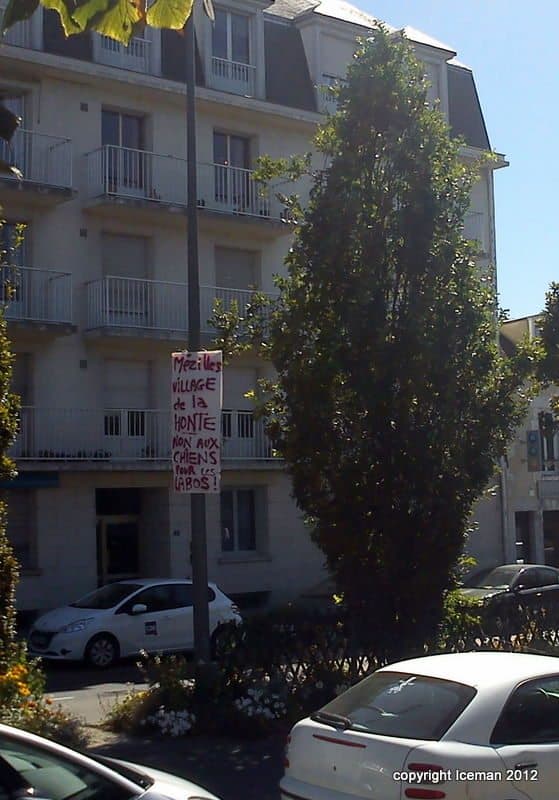 Mézilles
VILLAGE
de la
HONTE
NON AUX
CHIENS
POUR LES
LABOS !
copyright Iceman 2012